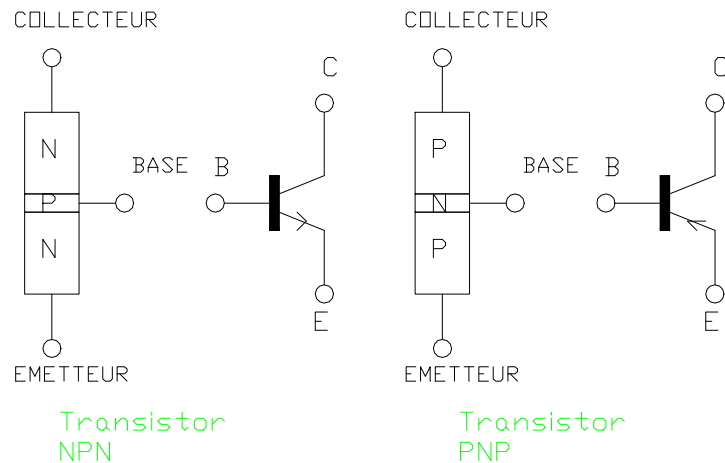 COLLECTEUR
C
N
BASE B
P
N
E
EMETTEUR
Transistor
NPN
COLLECTEUR
C
P
BASE B
N
P
E
EMETTEUR
Transistor
PNP